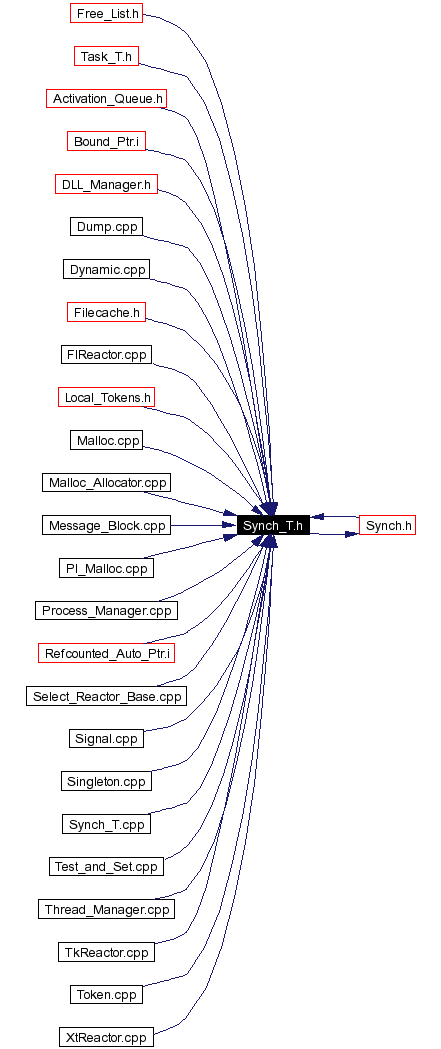 Free_List.h
Task_T.h
Activation_Queue.h
Bound_Ptr.i
DLL_Manager.h
Dump.cpp
Dynamic.cpp
Filecache.h
FlReactor.cpp
Local_Tokens.h
Malloc.cpp
Malloc_Allocator.cpp
Message_Block.cpp
Synch_T.h
Synch.h
PI_Malloc.cpp
Process_Manager.cpp
Refcounted_Auto_Ptr.i
Select_Reactor_Base.cpp
Signal.cpp
Singleton.cpp
Synch_T.cpp
Test_and_Set.cpp
Thread_Manager.cpp
TkReactor.cpp
Token.cpp
XtReactor.cpp